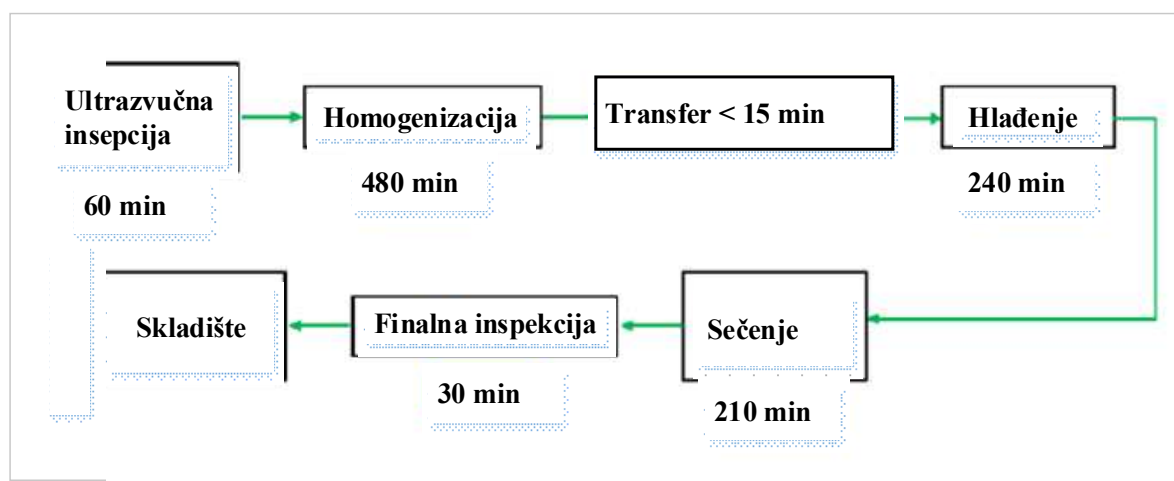 Ultrazvučna
insepcija
60 min
Homogenizacija
480 min
Transfer < 15 min
Hlađenje
240 min
Sečenje
210 min
Finalna inspekcija
30 min
Skladište